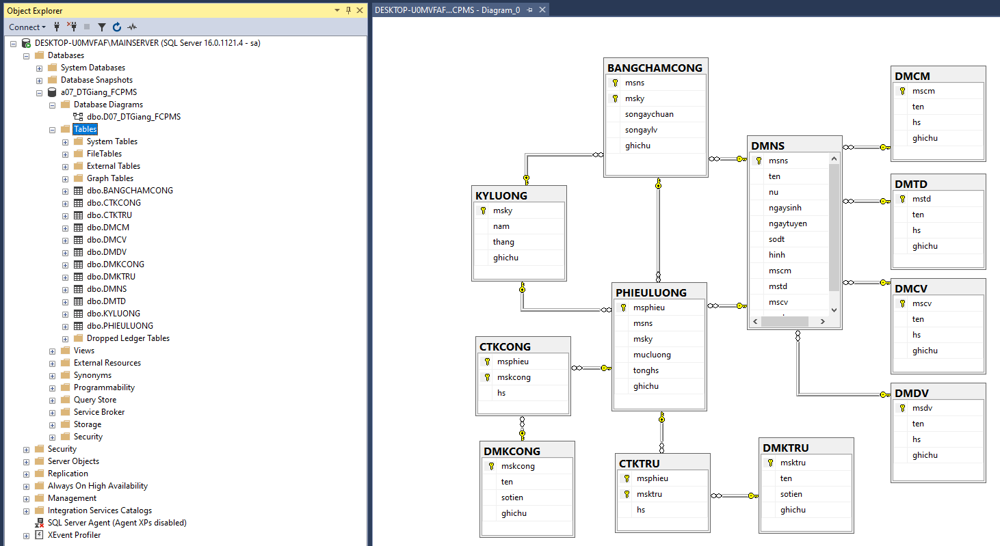 Object Explorer
Connect
DESKTOP-U0MVFAF\MAINSERVER (SQL Server 16.0.1121.4 - sa)
Databases
System Databases
Database Snapshots
a07_DTGiang_FCPMS
Database Diagrams
dbo.D07_DTGiang_FCPMS
Tables
System Tables
FileTables
External Tables
Graph Tables
dbo.BANGCHAMCONG
dbo.CTKCONG
dbo.CTKTRU
dbo.DMCM
dbo.DMCV
dbo.DMDV
dbo.DMKCONG
dbo.DMKTRU
dbo.DMNS
dbo.DMTD
dbo.KYLUONG
dbo.PHIEULUONG
Dropped Ledger Tables
Views
External Resources
Synonyms
Programmability
Query Store
Service Broker
Storage
Security
Security
Server Objects
Replication
Always On High Availability
Management
Integration Services Catalogs
SQL Server Agent (Agent XPs disabled)
XEvent Profiler
DESKTOP-U0MVFAF...CPMS - Diagram_0
BANGCHAMCONG
msns
msky
songaychuan
songaylv
ghichu
KYLUONG
msky
nam
thang
ghichu
PHIEULUONG
msphieu
msns
msky
mucluong
tonghs
ghichu
CTKCONG
msphieu
mskcong
hs
DMKCONG
mskcong
ten
sotien
ghichu
CTKTRU
msphieu
msktru
hs
DMKTRU
msktru
ten
sotien
ghichu
DMNS
msns
ten
nu
ngaysinh
ngaytuyen
sodt
hinh
mscm
mstd
mscv
DMCM
mscm
ten
hs
ghichu
DMTD
mstd
ten
hs
ghichu
DMCV
mscv
ten
hs
ghichu
DMDV
msdv
ten
hs
ghichu